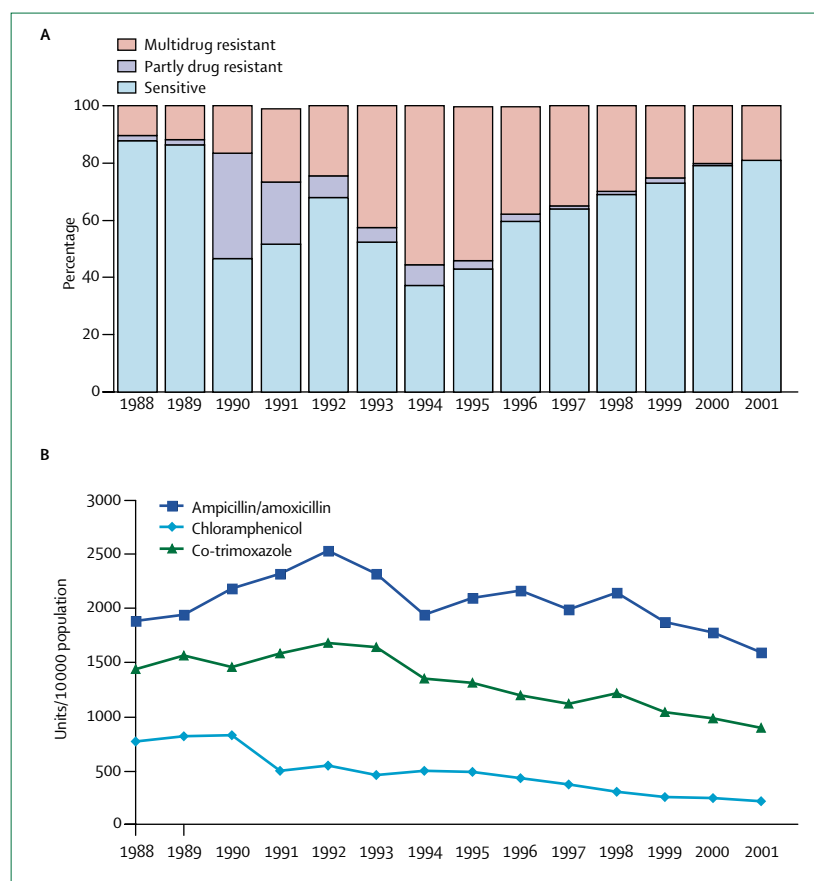 A
Multidrug resistant
Partly drug resistant
Sensitive
100
80
60
40
20
0
Percentage
1988 1989 1990 1991 1992 1993 1994 1995 1996 1997 1998 1999 2000 2001
B
Ampicillin/amoxicillin
Chloramphenicol
Co-trimoxazole
3000
2500
2000
1500
1000
500
0
Units/10 000 population
1988 1989 1990 1991 1992 1993 1994 1995 1996 1997 1998 1999 2000 2001